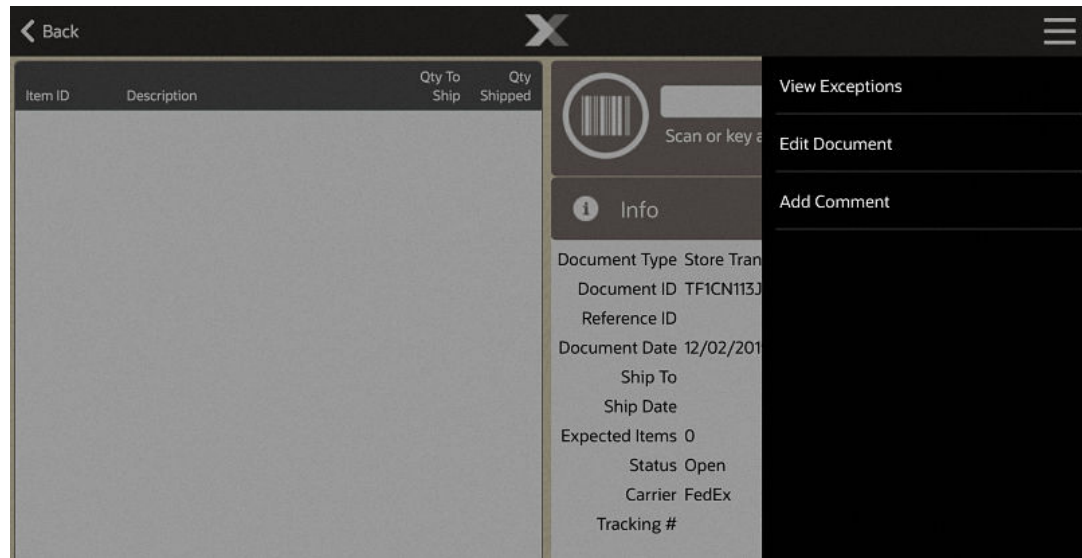 Back
Item ID Description Qty To Ship Qty Shipped
Scan or key a
Info
Document Type Store Tran
Document ID TF1CN113J
Reference ID
Document Date 12/02/201
Ship To
Ship Date
Expected Items 0
Status Open
Carrier FedEx
Tracking #
View Exceptions
Edit Document
Add Comment